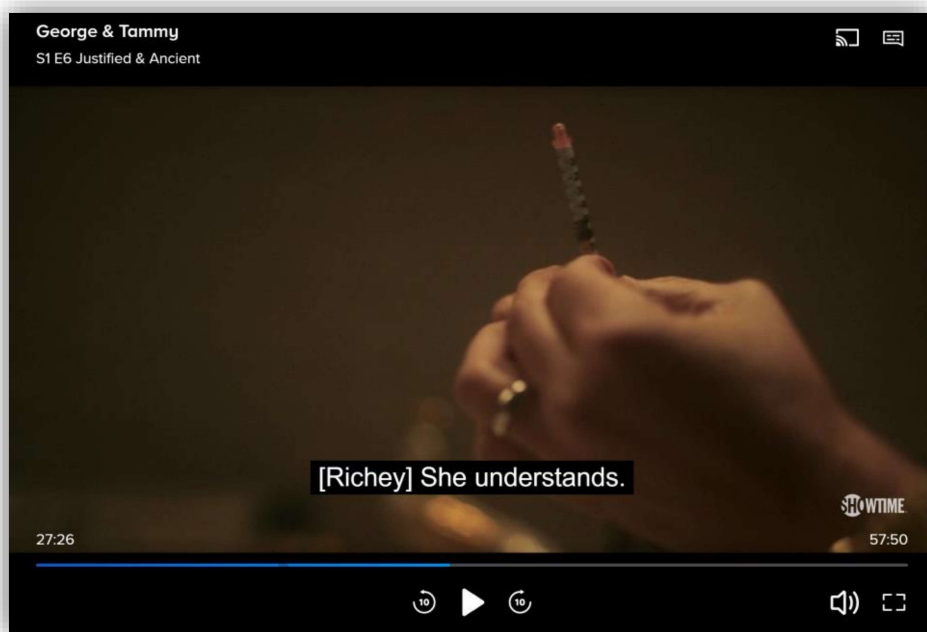 George & Tammy
S1 E6 Justified & Ancient
[Richey] She understands.
SHOWTIME
27:26
57:50
10
10